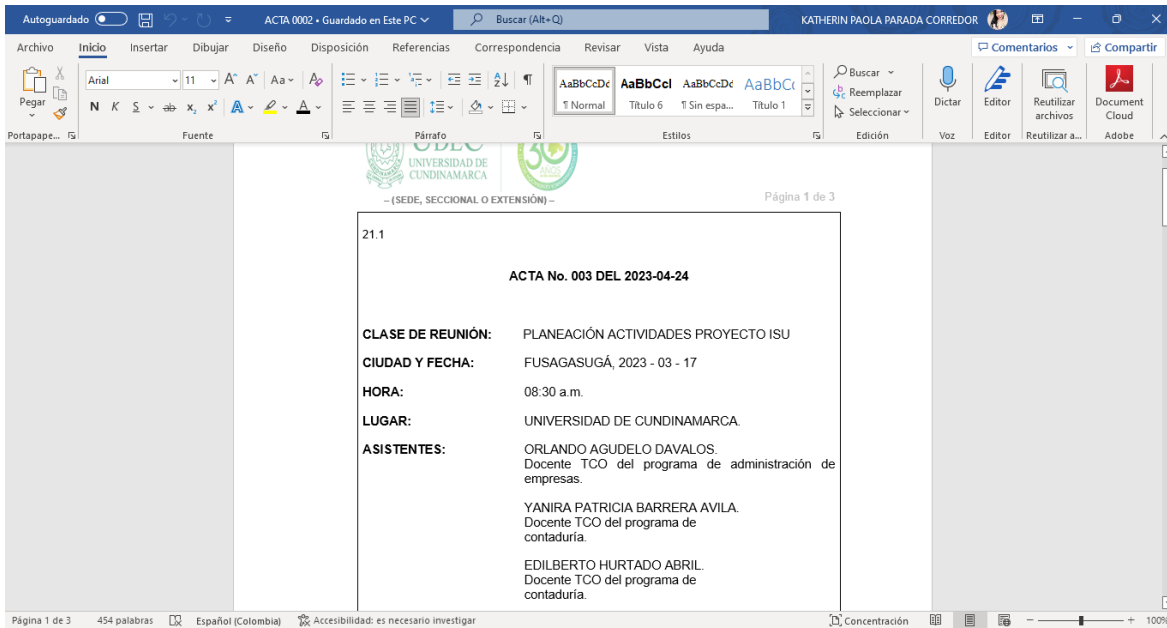 Autoguardado
ACTA 0002 • Guardado en Este PC
Buscar (Alt+Q)
KATHERIN PAOLA PARADA CORREDOR
Archivo Inicio Insertar Dibujar Diseño Disposición Referencias Correspondencia Revisar Vista Ayuda
Comentarios Compartir
Pegar
Arial 11
N K S ab x, x² A A
AaBbCcDc AaBbCcI AaBbCcDc AaBbCc
¶ Normal Título 6 ¶ Sin espa... Título 1
Buscar
Reemplazar
Seleccionar
Dictar
Editor
Reutilizar archivos
Document Cloud
Portapape... Fuente Párrafo Estilos Edición Voz Editor Reutilizar a... Adobe
UDEC
UNIVERSIDAD DE
CUNDINAMARCA
30
AÑOS
– (SEDE, SECCIONAL O EXTENSIÓN) –
Página 1 de 3
21.1
ACTA No. 003 DEL 2023-04-24
CLASE DE REUNIÓN: PLANEACIÓN ACTIVIDADES PROYECTO ISU
CIUDAD Y FECHA: FUSAGASUGÁ, 2023 - 03 - 17
HORA: 08:30 a.m.
LUGAR: UNIVERSIDAD DE CUNDINAMARCA.
ASISTENTES: ORLANDO AGUDELO DAVALOS.
Docente TCO del programa de administración de
empresas.
YANIRA PATRICIA BARRERA AVILA.
Docente TCO del programa de
contaduría.
EDILBERTO HURTADO ABRIL.
Docente TCO del programa de
contaduría.
Página 1 de 3 454 palabras Español (Colombia) Accesibilidad: es necesario investigar Concentración 100%